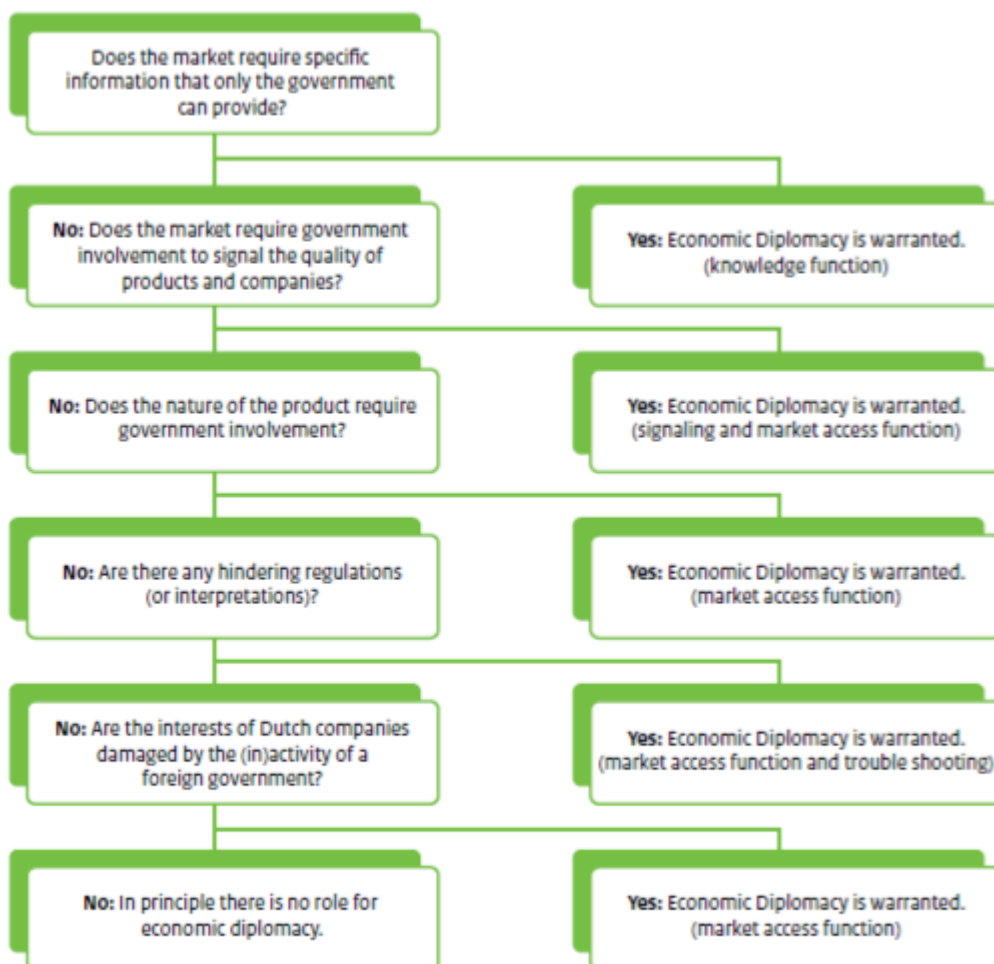 Does the market require specific
information that only the government
can provide?
No: Does the market require government
involvement to signal the quality of
products and companies?
Yes: Economic Diplomacy is warranted.
(knowledge function)
No: Does the nature of the product require
government involvement?
Yes: Economic Diplomacy is warranted.
(signaling and market access function)
No: Are there any hindering regulations
(or interpretations)?
Yes: Economic Diplomacy is warranted.
(market access function)
No: Are the interests of Dutch companies
damaged by the (in)activity of a
foreign government?
Yes: Economic Diplomacy is warranted.
(market access function and trouble shooting)
No: In principle there is no role for
economic diplomacy.
Yes: Economic Diplomacy is warranted.
(market access function)